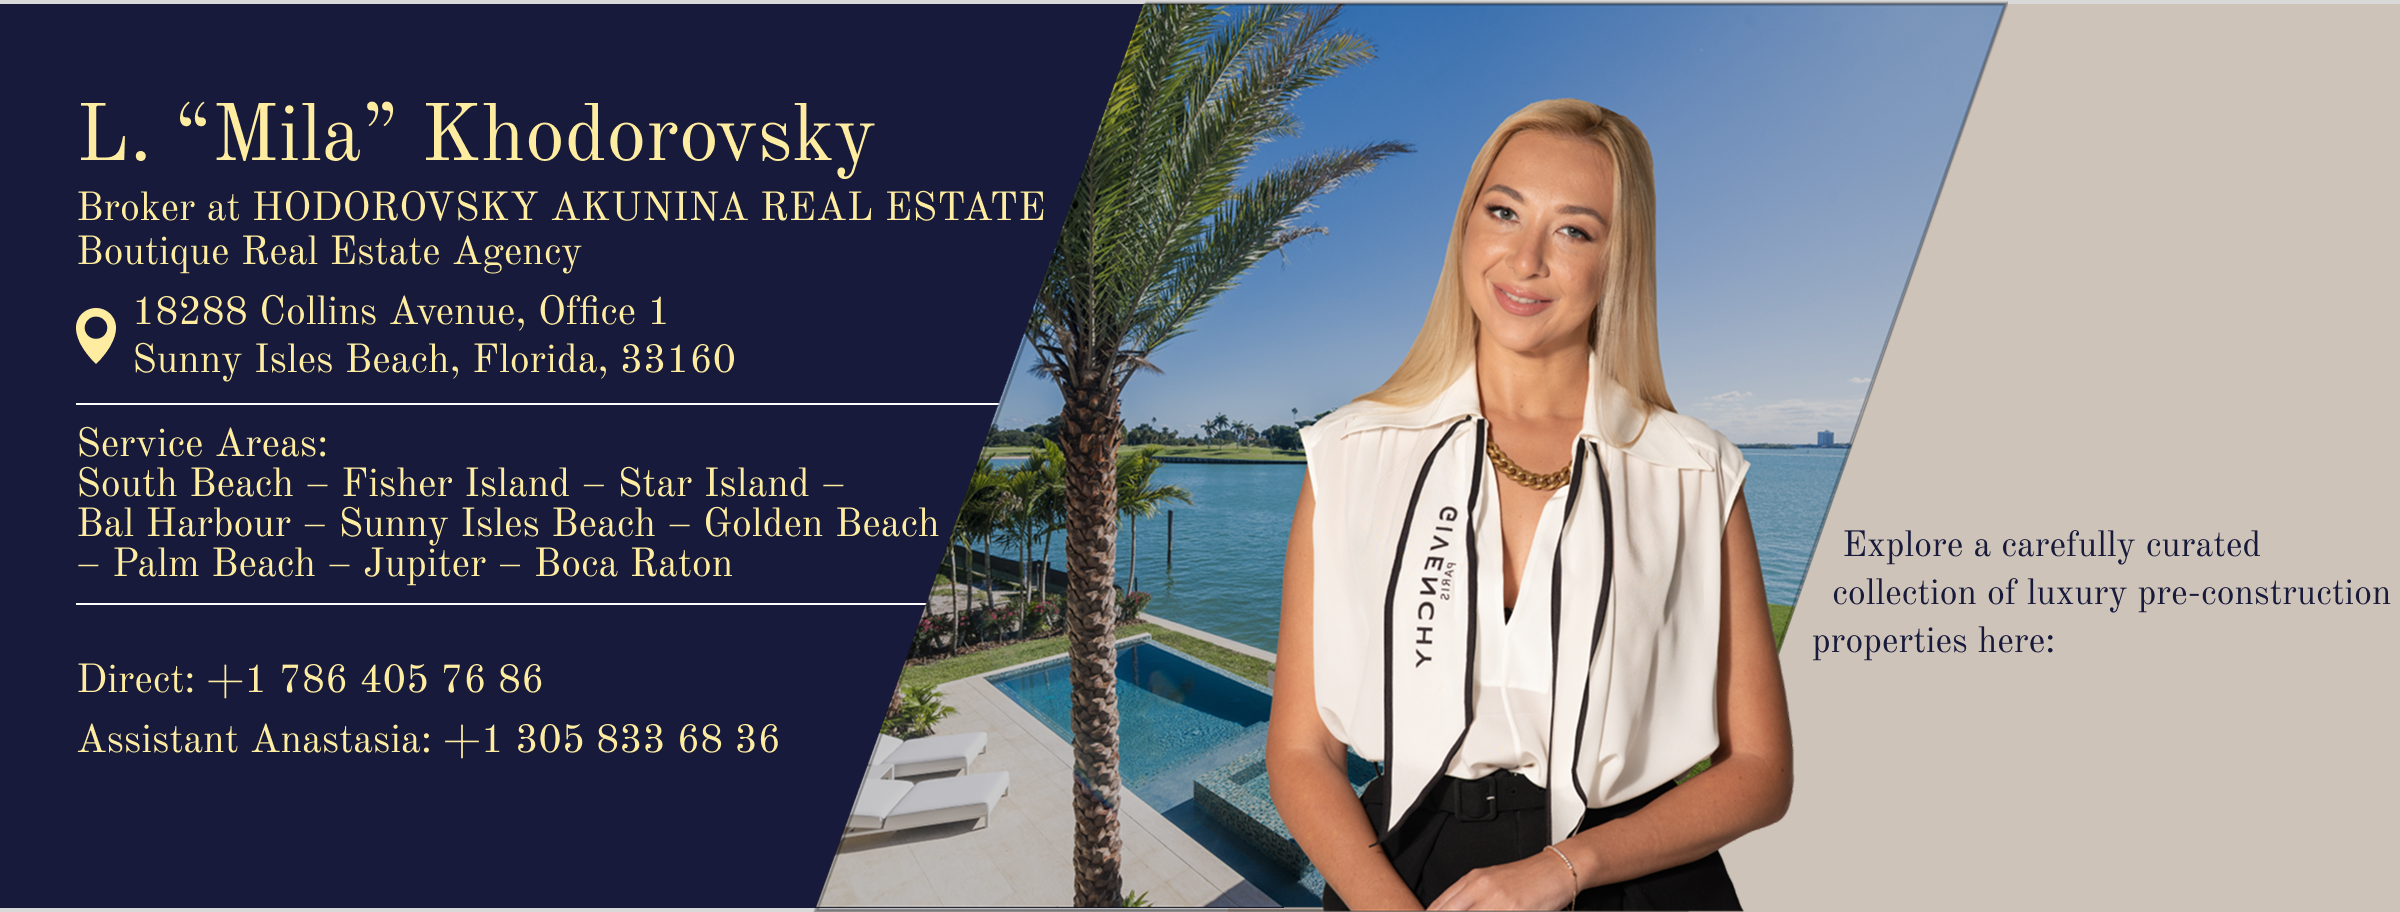 L. “Mila” Khodorovsky
Broker at HODOROVSKY AKUNINA REAL ESTATE
Boutique Real Estate Agency
18288 Collins Avenue, Office 1
Sunny Isles Beach, Florida, 33160
Service Areas:
South Beach – Fisher Island – Star Island –
Bal Harbour – Sunny Isles Beach – Golden Beach
– Palm Beach – Jupiter – Boca Raton
Direct: +1 786 405 76 86
Assistant Anastasia: +1 305 833 68 36
GIVENCHY
PARIS
Explore a carefully curated
collection of luxury pre-construction
properties here: